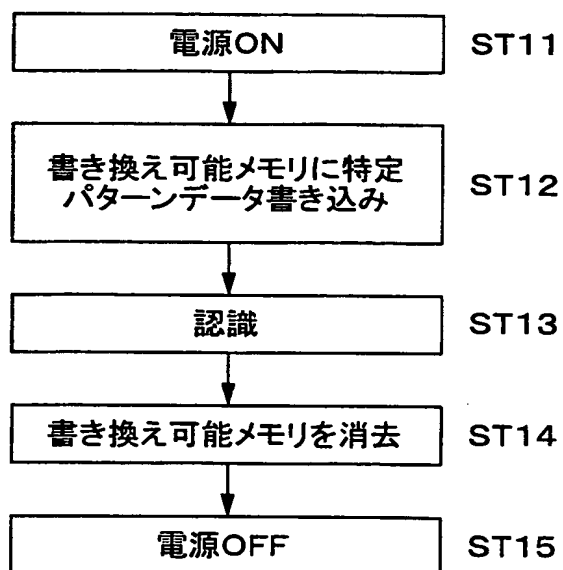 電源ON ST11
書き換え可能メモリに特定
パターンデータ書き込み ST12
認識 ST13
書き換え可能メモリを消去 ST14
電源OFF ST15